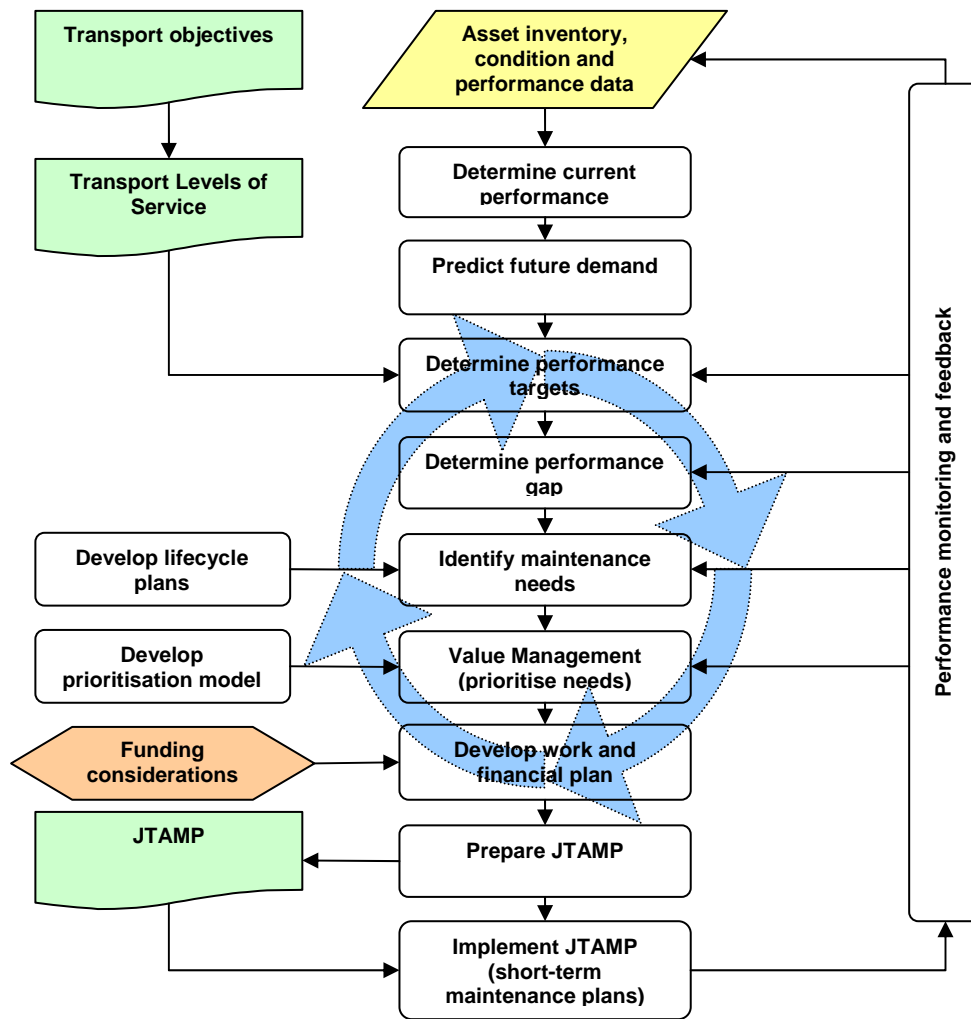 Transport objectives
Asset inventory,
condition and
performance data
Transport Levels of
Service
Determine current
performance
Predict future demand
Determine performance
targets
Determine performance
gap
Develop lifecycle
plans
Identify maintenance
needs
Develop
prioritisation model
Value Management
(prioritise needs)
Funding
considerations
Develop work and
financial plan
JTAMP
Prepare JTAMP
Implement JTAMP
(short-term
maintenance plans)
Performance monitoring and feedback